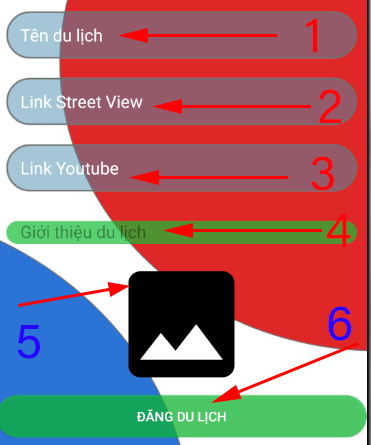 Tên du lịch 1
Link Street View 2
Link Youtube 3
Giới thiệu du lịch 4
5
6
ĐĂNG DU LỊCH